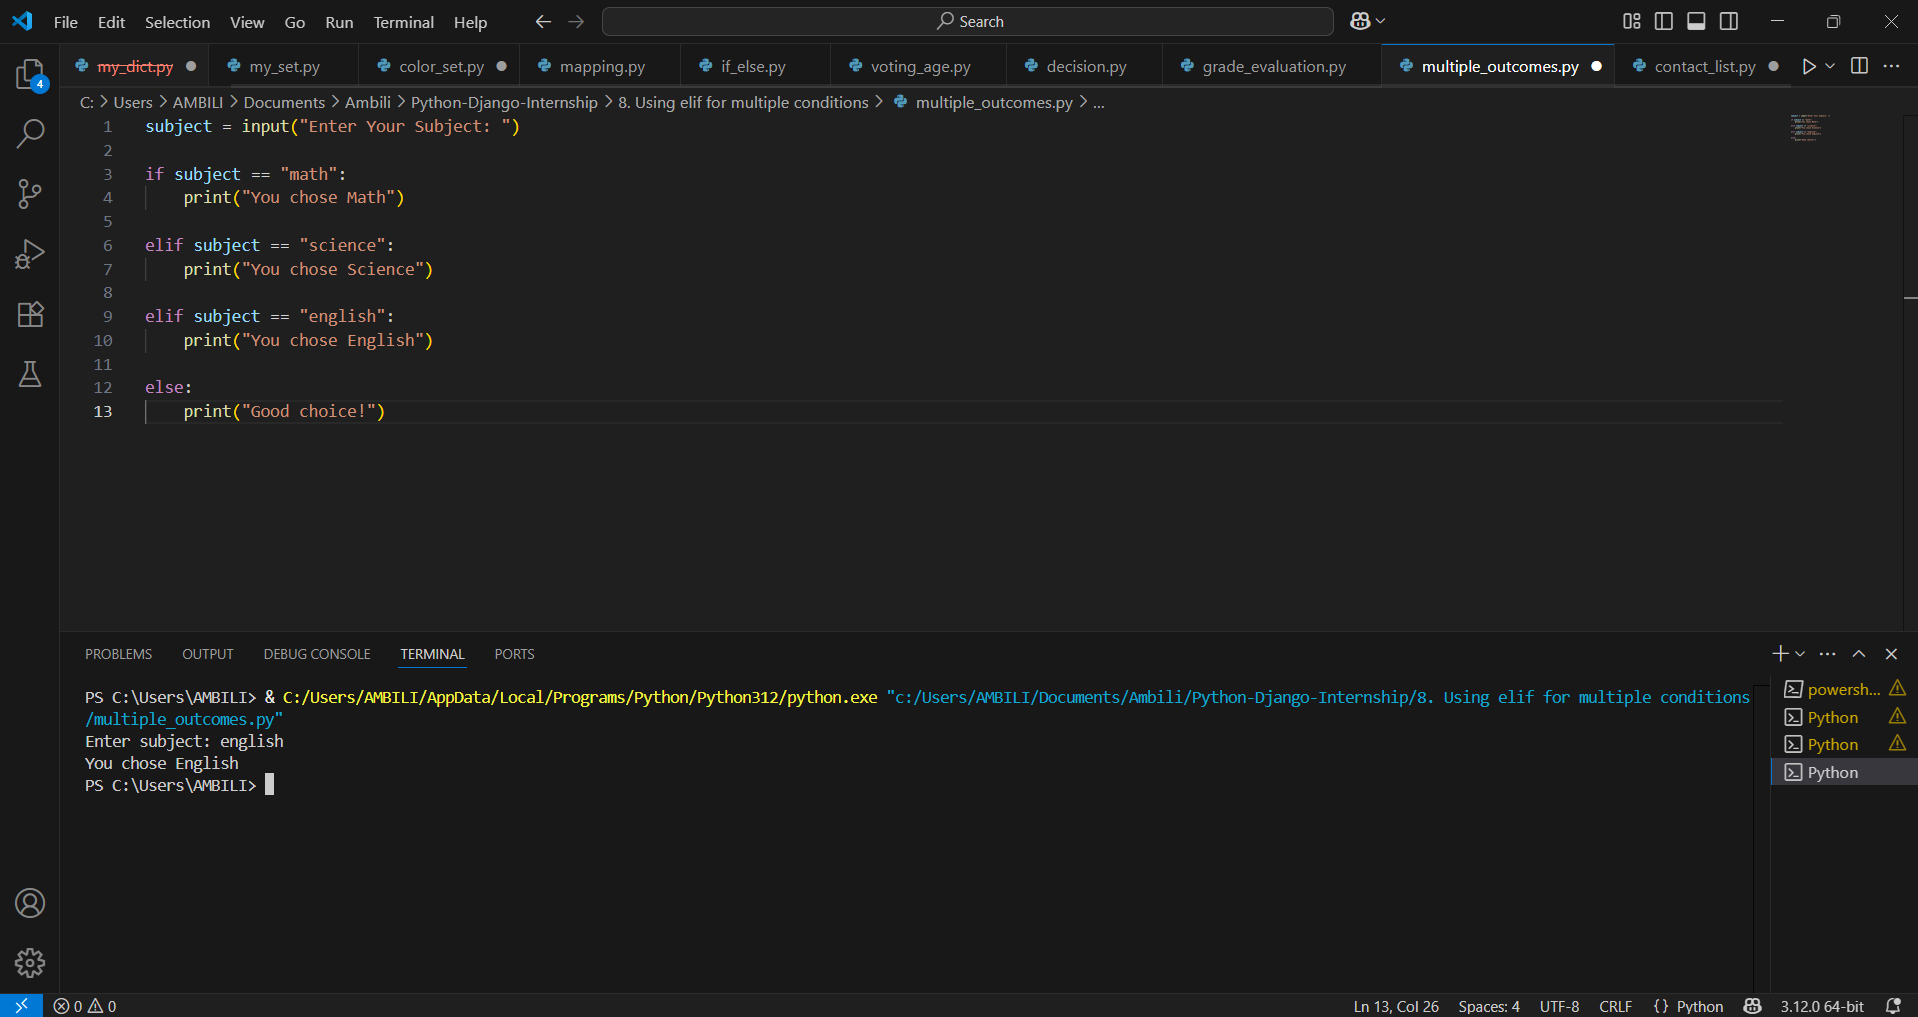 File Edit Selection View Go Run Terminal Help Search
my_dict.py my_set.py color_set.py mapping.py if_else.py voting_age.py decision.py grade_evaluation.py multiple_outcomes.py contact_list.py
4
C: > Users > AMBILI > Documents > Ambili > Python-Django-Internship > 8. Using elif for multiple conditions > multiple_outcomes.py > ...
1 subject = input("Enter Your Subject: ")
2
3 if subject == "math":
4 print("You chose Math")
5
6 elif subject == "science":
7 print("You chose Science")
8
9 elif subject == "english":
10 print("You chose English")
11
12 else:
13 print("Good choice!")
PROBLEMS OUTPUT DEBUG CONSOLE TERMINAL PORTS
PS C:\Users\AMBILI> & C:/Users/AMBILI/AppData/Local/Programs/Python/Python312/python.exe "c:/Users/AMBILI/Documents/Ambili/Python-Django-Internship/8. Using elif for multiple conditions
/multiple_outcomes.py"
Enter subject: english
You chose English
PS C:\Users\AMBILI>
powersh...
Python
Python
Python
0 0 Ln 13, Col 26 Spaces: 4 UTF-8 CRLF {} Python 3.12.0 64-bit